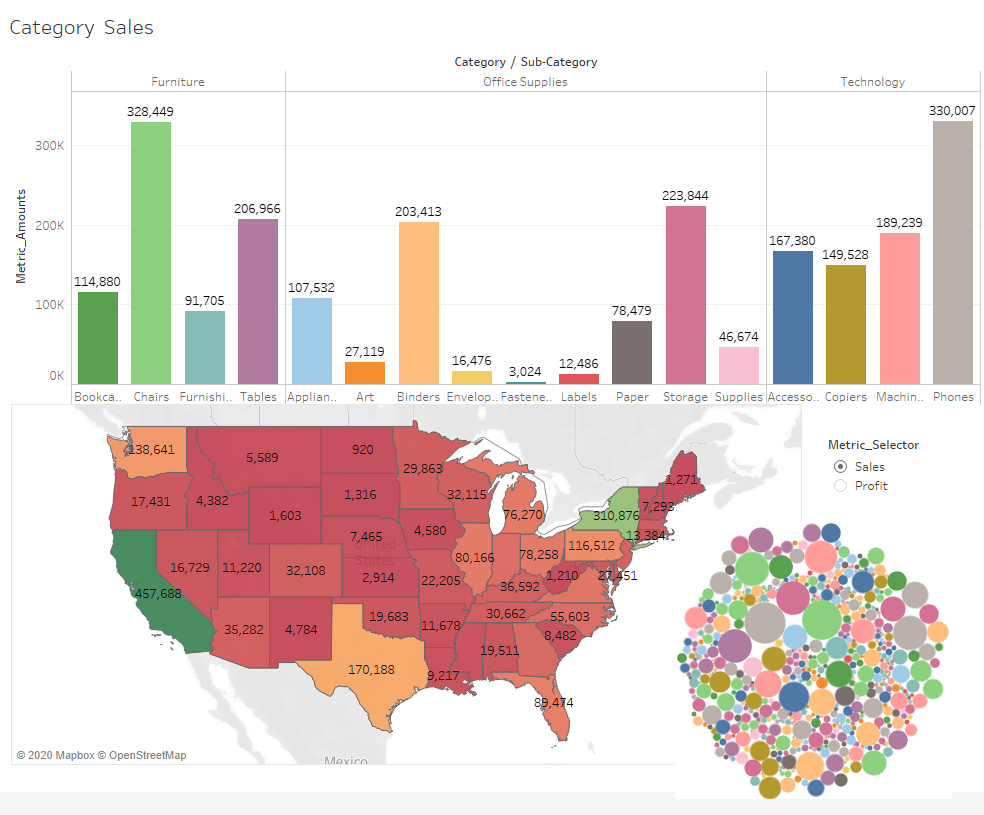 Category Sales
Category / Sub-Category
Furniture Office Supplies Technology
Metric_Amounts
300K
200K
100K
0K
114,880 328,449 91,705 206,966 107,532 27,119 203,413 16,476 3,024 12,486 78,479 223,844 46,674 167,380 149,528 189,239 330,007
Bookca.. Chairs Furnishi.. Tables Applian.. Art Binders Envelop.. Fastene.. Labels Paper Storage Supplies Accesso.. Copiers Machin.. Phones
138,641 5,589 920 29,863 1,271
17,431 4,382 1,603 1,316 32,115 76,270 310,876 7,293
7,465 4,580 13,384
United States
457,688 16,729 11,220 32,108 2,914 22,205 80,166 78,258 116,512 27,451
36,592 1,210
35,282 4,784 19,683 11,678 30,662 55,603
19,511 8,482
170,188 9,217 89,474
Mexico
© 2020 Mapbox © OpenStreetMap
Metric_Selector
Sales
Profit